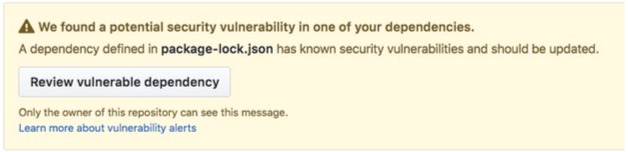 We found a potential security vulnerability in one of your dependencies.
A dependency defined in package-lock.json has known security vulnerabilities and should be updated.
Review vulnerable dependency
Only the owner of this repository can see this message.
Learn more about vulnerability alerts